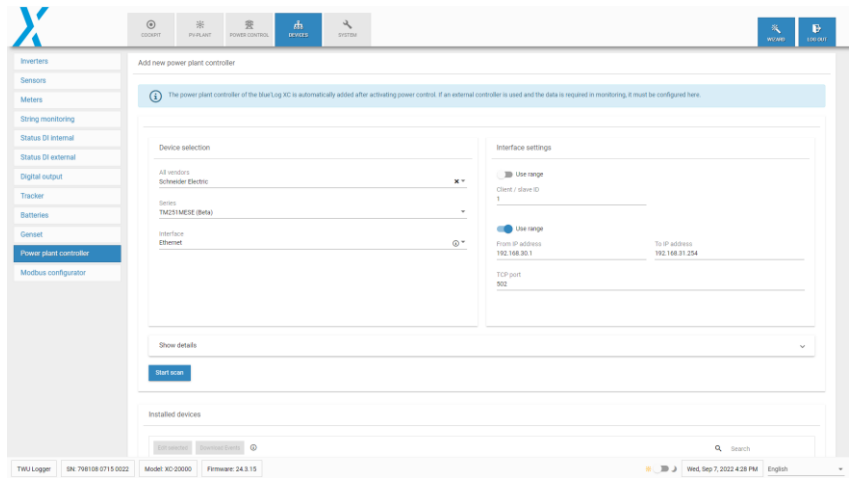 COCKPIT
PV-PLANT
POWER CONTROL
DEVICES
SYSTEM
WIZARD
LOG OUT
Inverters
Sensors
Meters
String monitoring
Status DI internal
Status DI external
Digital output
Tracker
Batteries
Genset
Power plant controller
Modbus configurator
Add new power plant controller
The power plant controller of the blue'Log XC is automatically added after activating power control. If an external controller is used and the data is required in monitoring, it must be configured here.
Device selection
All vendors
Schneider Electric
Series
TM251MESE (Beta)
Interface
Ethernet
Interface settings
Use range
Client / slave ID
1
Use range
From IP address
192.168.30.1
To IP address
192.168.31.254
TCP port
502
Show details
Start scan
Installed devices
Edit selected
Download (beta)
Search
TWU Logger
SN: 798108 0715 0022
Model: XC-20000
Firmware: 24.3.15
Wed, Sep 7, 2022 4:28 PM
English